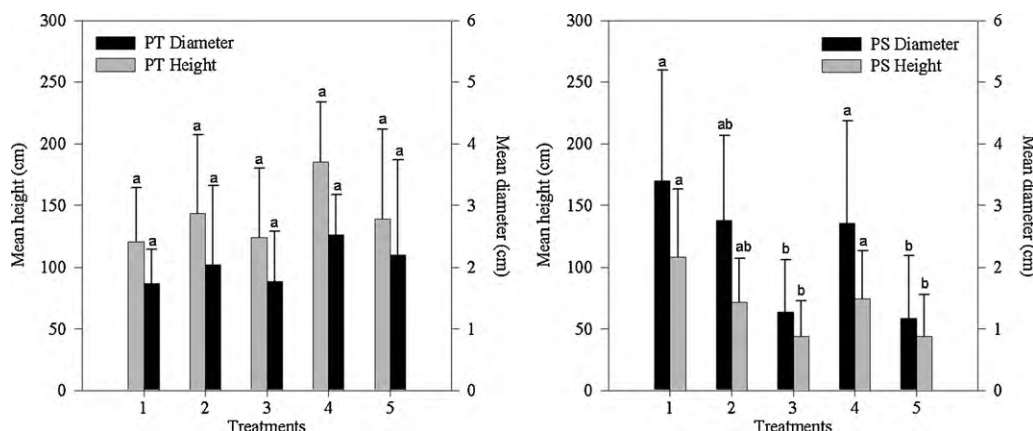 300
250
200
150
100
50
0
Mean height (cm)
PT Diameter
PT Height
a a a a a a a a a a
6
5
4
3
2
1
0
Mean diameter (cm)
1 2 3 4 5
Treatments
300
250
200
150
100
50
0
Mean height (cm)
PS Diameter
PS Height
a a ab ab b b a a b b
6
5
4
3
2
1
0
Mean diameter (cm)
1 2 3 4 5
Treatments